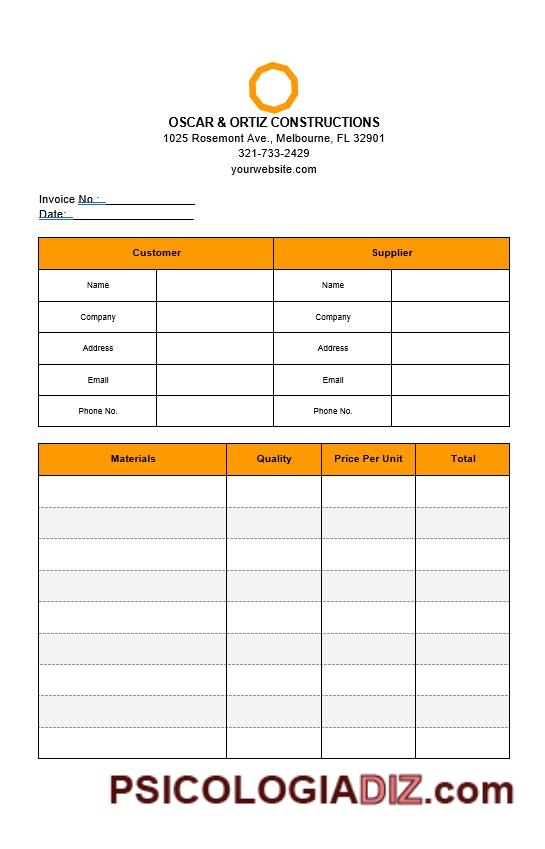 OSCAR & ORTIZ CONSTRUCTIONS
1025 Rosemont Ave., Melbourne, FL 32901
321-733-2429
yourwebsite.com
Invoice No.:
Date:
Customer Supplier
Name Name
Company Company
Address Address
Email Email
Phone No. Phone No.
Materials Quality Price Per Unit Total
PSICOLOGIADIZ.com